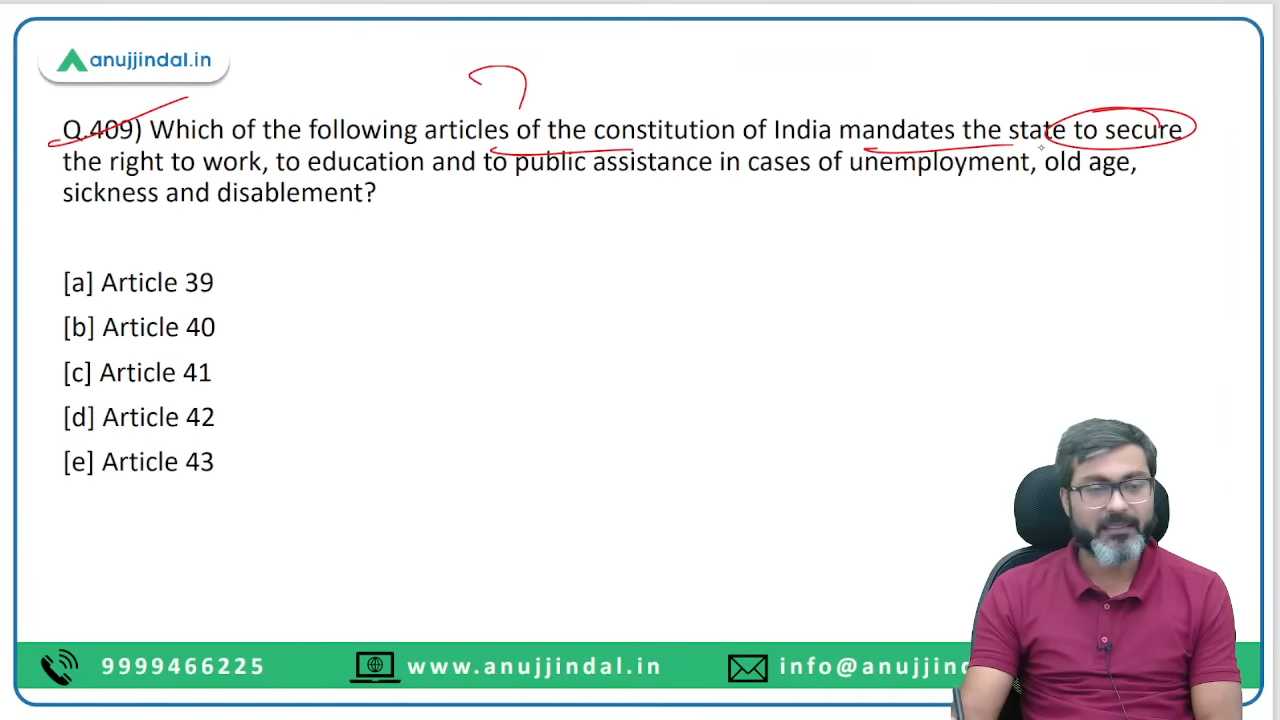 anujjindal.in
Q.409) Which of the following articles of the constitution of India mandates the state to secure
the right to work, to education and to public assistance in cases of unemployment, old age,
sickness and disablement?
[a] Article 39
[b] Article 40
[c] Article 41
[d] Article 42
[e] Article 43
9999466225 www.anujjindal.in info@anujjind